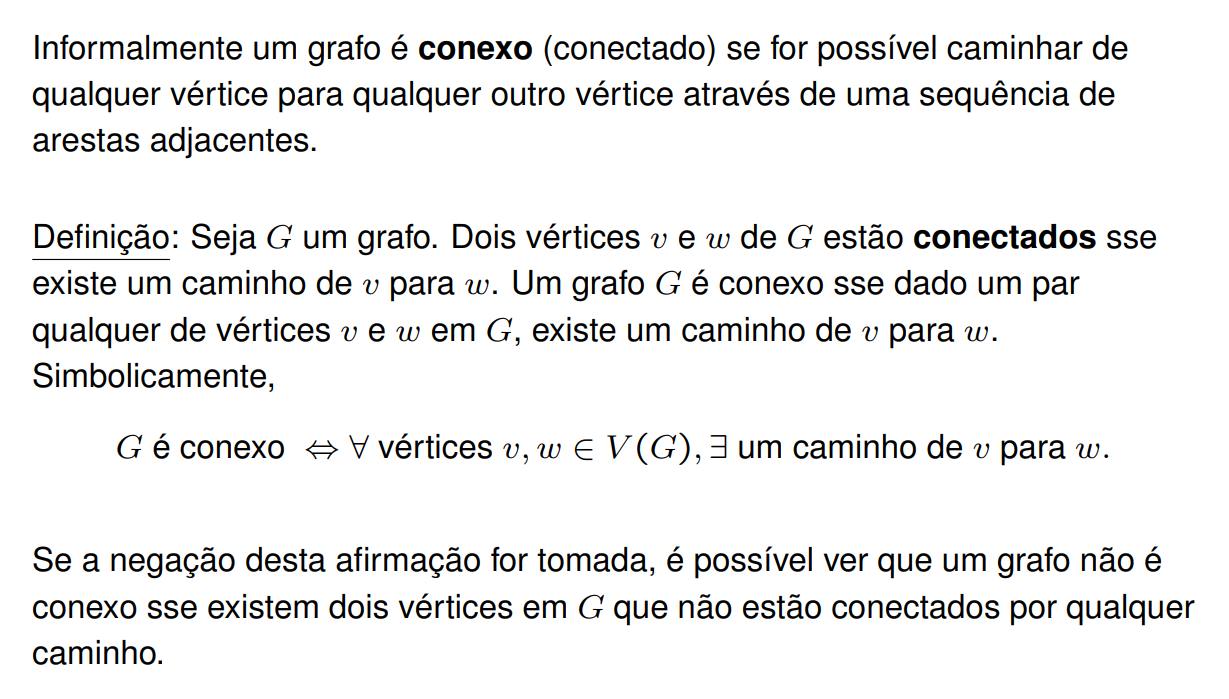 Informalmente um grafo é conexo (conectado) se for possível caminhar de
qualquer vértice para qualquer outro vértice através de uma sequência de
arestas adjacentes.
Definição: Seja G um grafo. Dois vértices v e w de G estão conectados sse
existe um caminho de v para w. Um grafo G é conexo sse dado um par
qualquer de vértices v e w em G, existe um caminho de v para w.
Simbolicamente,
G é conexo ⇔ ∀ vértices v, w ∈ V(G), ∃ um caminho de v para w.
Se a negação desta afirmação for tomada, é possível ver que um grafo não é
conexo sse existem dois vértices em G que não estão conectados por qualquer
caminho.